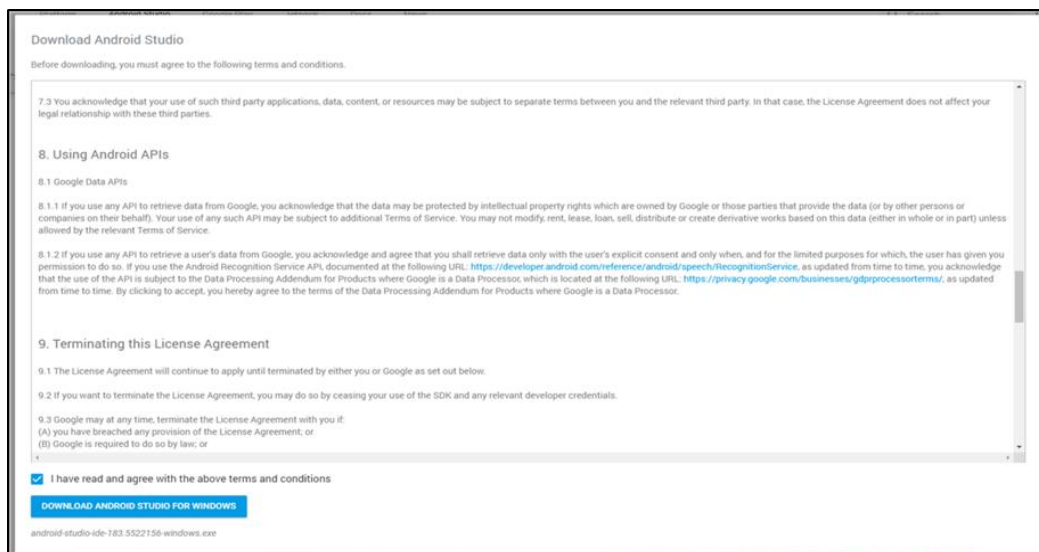 Download Android Studio
Before downloading, you must agree to the following terms and conditions.
7.3 You acknowledge that your use of such third party applications, data, content, or resources may be subject to separate terms between you and the relevant third party. In that case, the License Agreement does not affect your
legal relationship with these third parties.
8. Using Android APIs
8.1 Google Data APIs
8.1.1 If you use any API to retrieve data from Google, you acknowledge that the data may be protected by intellectual property rights which are owned by Google or those parties that provide the data (or by other persons or
companies on their behalf). Your use of any such API may be subject to additional Terms of Service. You may not modify, rent, lease, loan, sell, distribute or create derivative works based on this data (either in whole or in part) unless
allowed by the relevant Terms of Service.
8.1.2 If you use any API to retrieve a user's data from Google, you acknowledge and agree that you shall retrieve data only with the user's explicit consent and only when, and for the limited purposes for which, the user has given you
permission to do so. If you use the Android Recognition Service API, documented at the following URL: https://developer.android.com/reference/android/speech/RecognitionService, as updated from time to time, you acknowledge
that the use of the API is subject to the Data Processing Addendum for Products where Google is a Data Processor, which is located at the following URL: https://privacy.google.com/businesses/gdprprocessorterms/, as updated
from time to time. By clicking to accept, you hereby agree to the terms of the Data Processing Addendum for Products where Google is a Data Processor.
9. Terminating this License Agreement
9.1 The License Agreement will continue to apply until terminated by either you or Google as set out below.
9.2 If you want to terminate the License Agreement, you may do so by ceasing your use of the SDK and any relevant developer credentials.
9.3 Google may at any time, terminate the License Agreement with you if:
(A) you have breached any provision of the License Agreement; or
(B) Google is required to do so by law; or
I have read and agree with the above terms and conditions
DOWNLOAD ANDROID STUDIO FOR WINDOWS
android-studio-ide-183.5522156-windows.exe